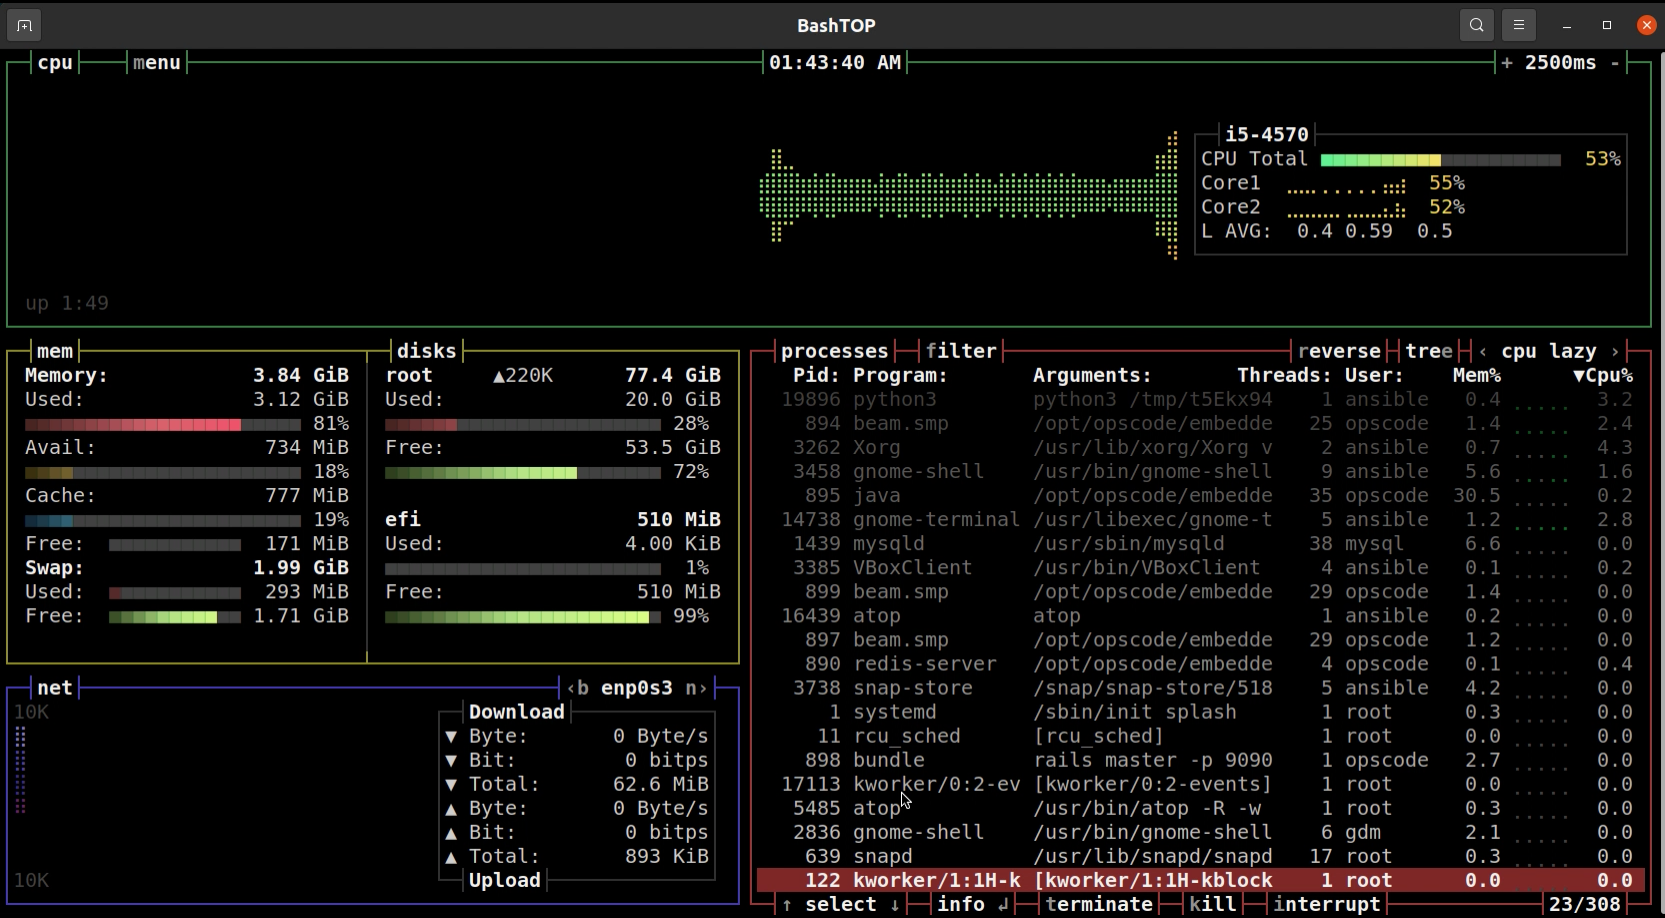 BashTOP
cpu menu 01:43:40 AM + 2500ms -
i5-4570
CPU Total 53%
Core1 55%
Core2 52%
L AVG: 0.4 0.59 0.5
up 1:49
mem
Memory: 3.84 GiB
Used: 3.12 GiB
81%
Avail: 734 MiB
18%
Cache: 777 MiB
19%
Free: 171 MiB
Swap: 1.99 GiB
Used: 293 MiB
Free: 1.71 GiB
disks
root ▲220K 77.4 GiB
Used: 20.0 GiB
28%
Free: 53.5 GiB
72%
efi 510 MiB
Used: 4.00 KiB
1%
Free: 510 MiB
99%
net ‹b enp0s3 n›
10K
10K
Download
▼ Byte: 0 Byte/s
▼ Bit: 0 bitps
▼ Total: 62.6 MiB
▲ Byte: 0 Byte/s
▲ Bit: 0 bitps
▲ Total: 893 KiB
Upload
processes filter reverse tree ‹ cpu lazy ›
Pid: Program: Arguments: Threads: User: Mem% ▼Cpu%
19896 python3 python3 /tmp/t5Ekx94 1 ansible 0.4 3.2
894 beam.smp /opt/opscode/embedde 25 opscode 1.4 2.4
3262 Xorg /usr/lib/xorg/Xorg v 2 ansible 0.7 4.3
3458 gnome-shell /usr/bin/gnome-shell 9 ansible 5.6 1.6
895 java /opt/opscode/embedde 35 opscode 30.5 0.2
14738 gnome-terminal /usr/libexec/gnome-t 5 ansible 1.2 2.8
1439 mysqld /usr/sbin/mysqld 38 mysql 6.6 0.0
3385 VBoxClient /usr/bin/VBoxClient 4 ansible 0.1 0.2
899 beam.smp /opt/opscode/embedde 29 opscode 1.4 0.0
16439 atop atop 1 ansible 0.2 0.0
897 beam.smp /opt/opscode/embedde 29 opscode 1.2 0.0
890 redis-server /opt/opscode/embedde 4 opscode 0.1 0.4
3738 snap-store /snap/snap-store/518 5 ansible 4.2 0.0
1 systemd /sbin/init splash 1 root 0.3 0.0
11 rcu_sched [rcu_sched] 1 root 0.0 0.0
898 bundle rails master -p 9090 1 opscode 2.7 0.0
17113 kworker/0:2-ev [kworker/0:2-events] 1 root 0.0 0.0
5485 atop /usr/bin/atop -R -w 1 root 0.3 0.0
2836 gnome-shell /usr/bin/gnome-shell 6 gdm 2.1 0.0
639 snapd /usr/lib/snapd/snapd 17 root 0.3 0.0
122 kworker/1:1H-k [kworker/1:1H-kblock 1 root 0.0 0.0
↑ select ↓ info ↲ terminate kill interrupt 23/308